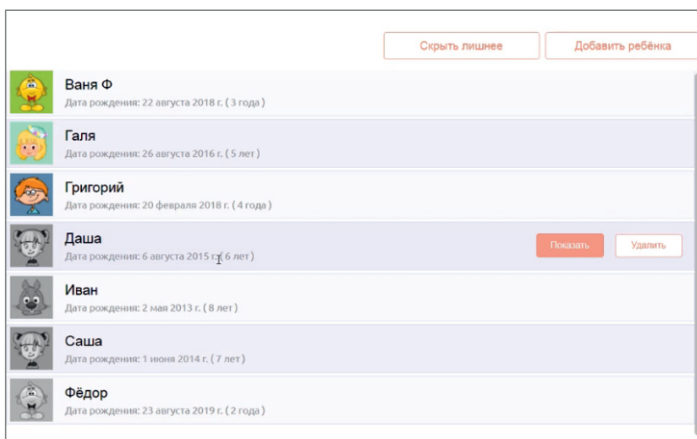 Скрыть лишнее
Добавить ребёнка
Ваня Ф
Дата рождения: 22 августа 2018 г. ( 3 года )
Галя
Дата рождения: 26 августа 2016 г. ( 5 лет )
Григорий
Дата рождения: 20 февраля 2018 г. ( 4 года )
Даша
Дата рождения: 6 августа 2015 г. ( 6 лет )
Показать
Удалить
Иван
Дата рождения: 2 мая 2013 г. ( 8 лет )
Саша
Дата рождения: 1 июня 2014 г. ( 7 лет )
Фёдор
Дата рождения: 23 августа 2019 г. ( 2 года )